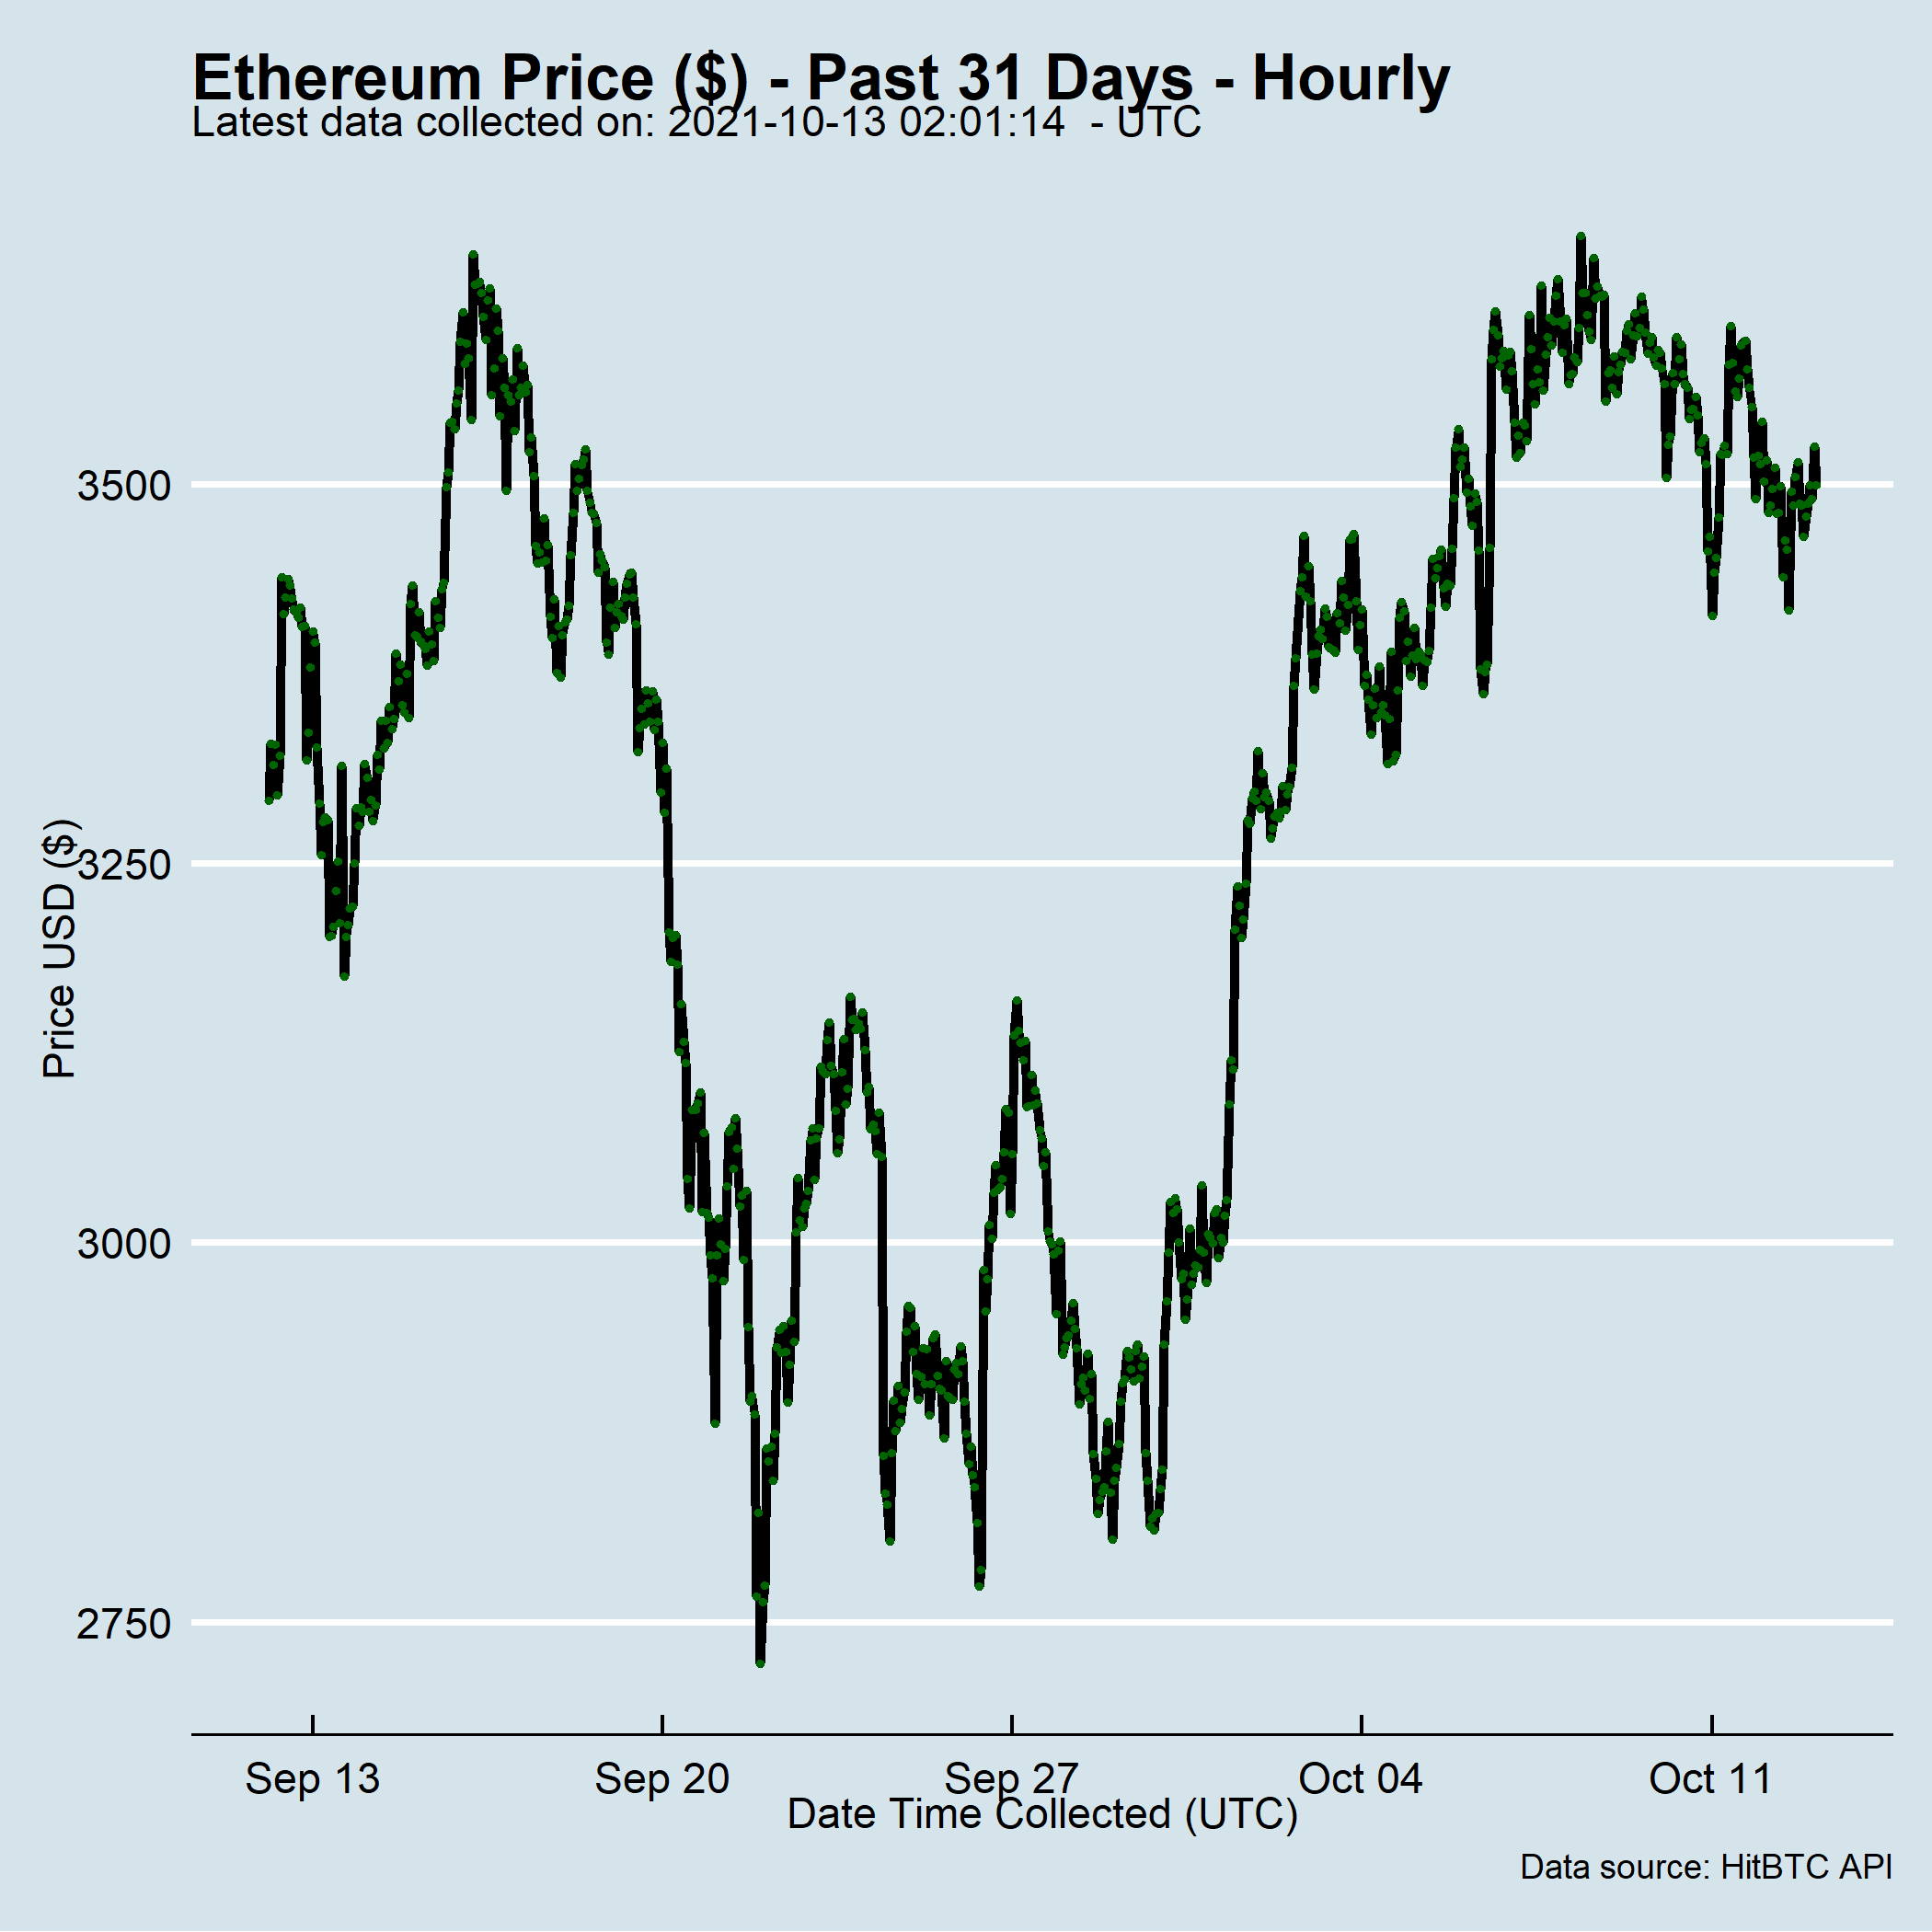 Ethereum Price ($) - Past 31 Days - Hourly
Latest data collected on: 2021-10-13 02:01:14  - UTC
Price USD ($)
3500
3250
3000
2750
Sep 13
Sep 20
Sep 27
Oct 04
Oct 11
Date Time Collected (UTC)
Data source: HitBTC API